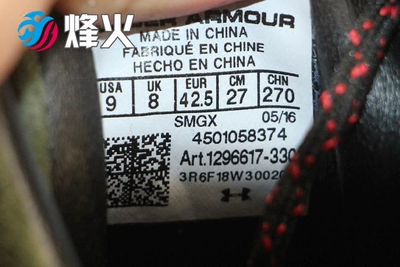 烽火
UNDER ARMOUR
MADE IN CHINA
FABRIQUÉ EN CHINE
HECHO EN CHINA
USA UK EUR CM CHN
9 8 42.5 27 270
SMGX 05/16
4501058374
Art.1296617-330